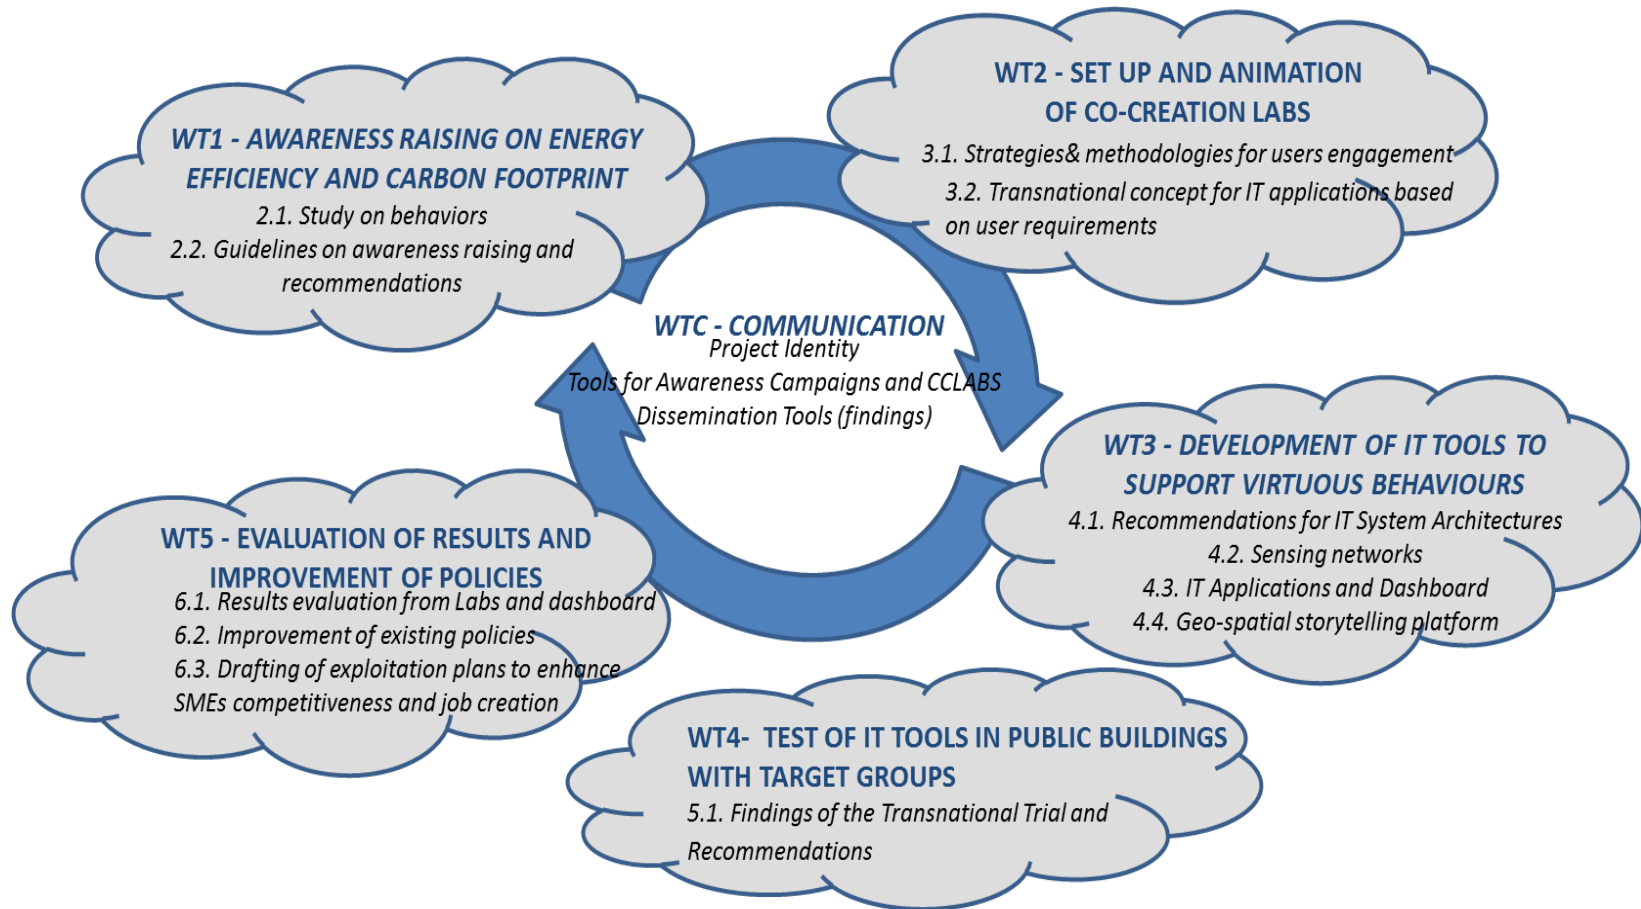 WT1 - AWARENESS RAISING ON ENERGY
EFFICIENCY AND CARBON FOOTPRINT
2.1. Study on behaviors
2.2. Guidelines on awareness raising and
recommendations
WT2 - SET UP AND ANIMATION
OF CO-CREATION LABS
3.1. Strategies& methodologies for users engagement
3.2. Transnational concept for IT applications based
on user requirements
WTC - COMMUNICATION
Project Identity
Tools for Awareness Campaigns and CCLABS
Dissemination Tools (findings)
WT3 - DEVELOPMENT OF IT TOOLS TO
SUPPORT VIRTUOUS BEHAVIOURS
4.1. Recommendations for IT System Architectures
4.2. Sensing networks
4.3. IT Applications and Dashboard
4.4. Geo-spatial storytelling platform
WT5 - EVALUATION OF RESULTS AND
IMPROVEMENT OF POLICIES
6.1. Results evaluation from Labs and dashboard
6.2. Improvement of existing policies
6.3. Drafting of exploitation plans to enhance
SMEs competitiveness and job creation
WT4- TEST OF IT TOOLS IN PUBLIC BUILDINGS
WITH TARGET GROUPS
5.1. Findings of the Transnational Trial and
Recommendations